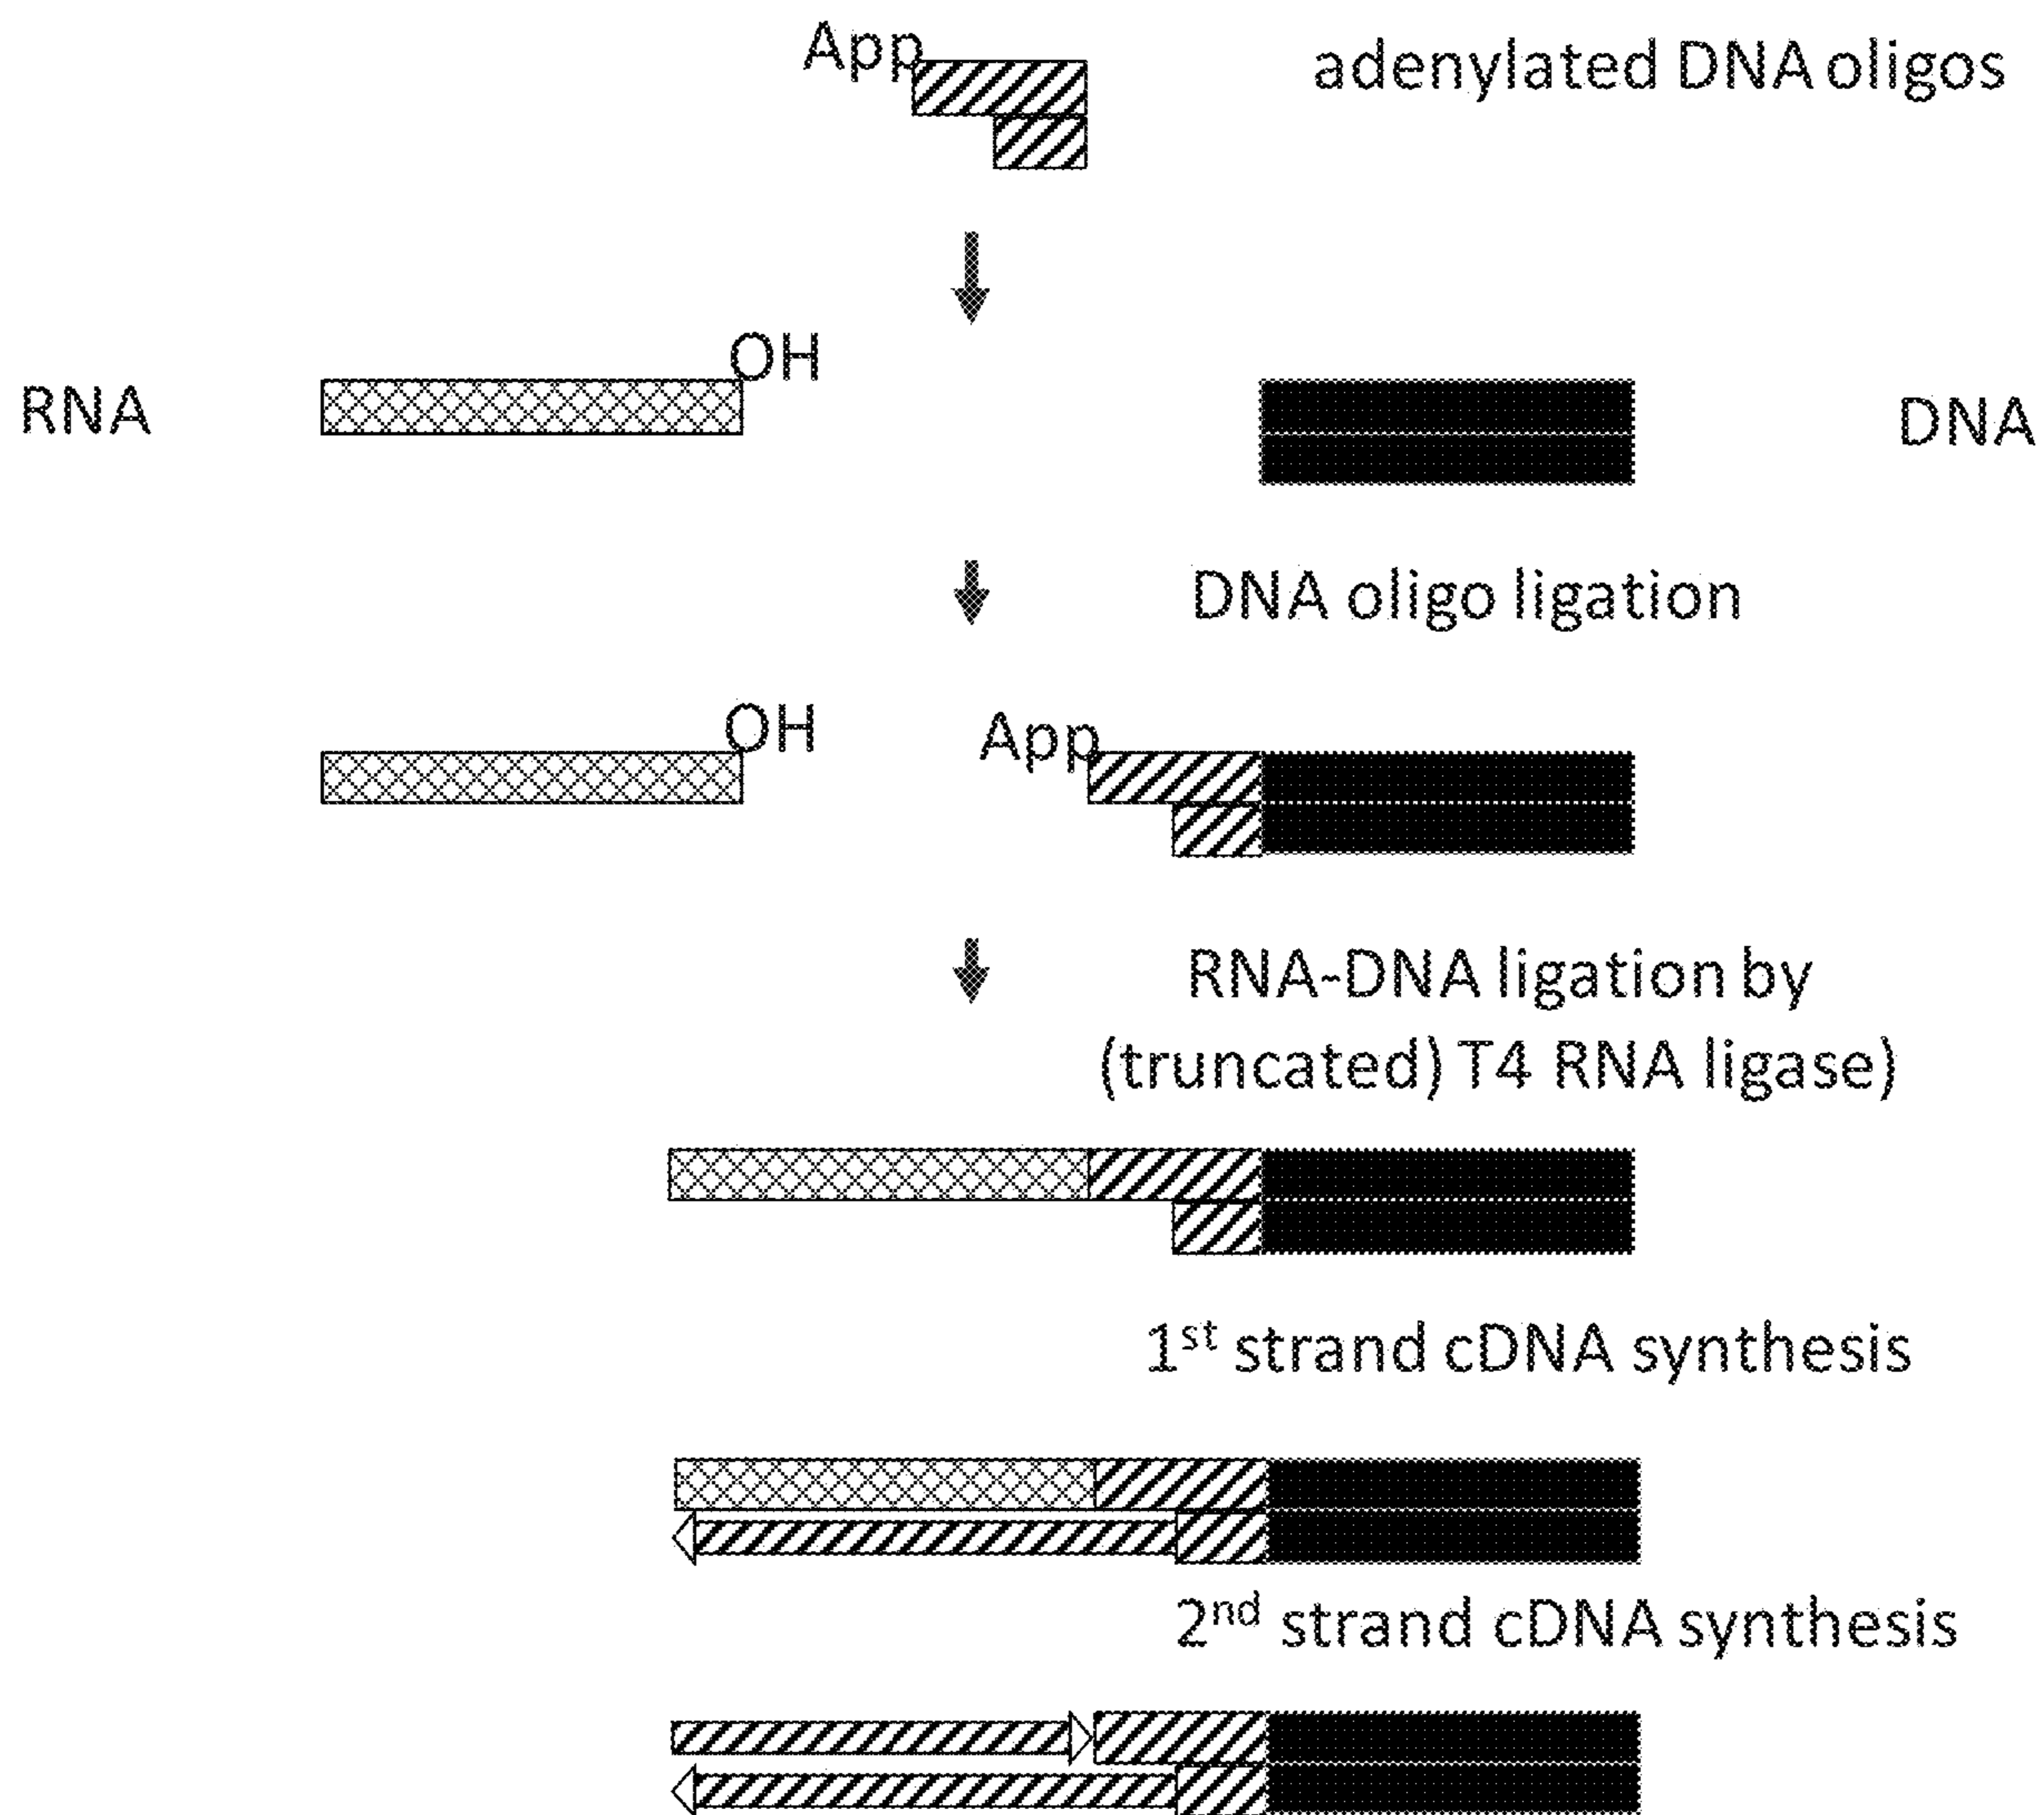 App
adenylated DNA oligos
OH
RNA
DNA
DNA oligo ligation
OH
App
RNA-DNA ligation by
(truncated) T4 RNA ligase)
1st strand cDNA synthesis
2nd strand cDNA synthesis